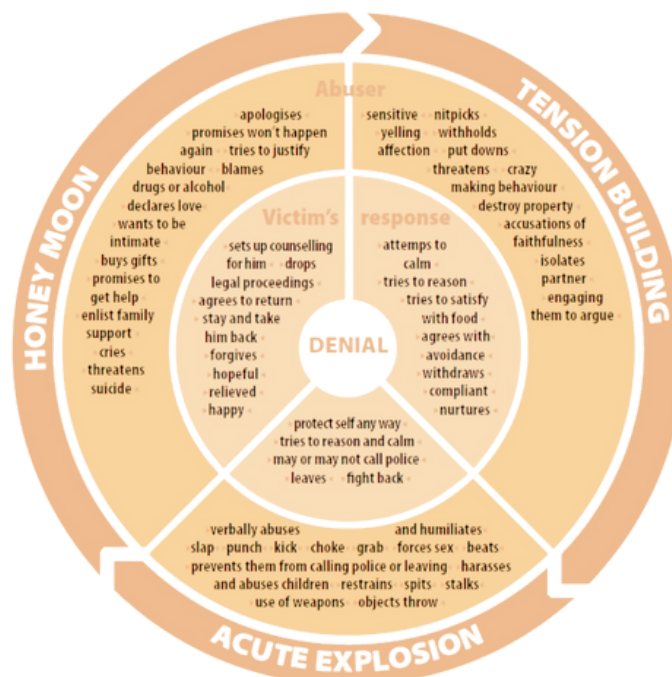 Abuser
HONEY MOON
apologises
promises won't happen
again tries to justify
behaviour blames
drugs or alcohol
declares love
wants to be
intimate
buys gifts
promises to
get help
enlist family
support
cries
threatens
suicide
TENSION BUILDING
sensitive nitpicks
yelling withholds
affection put downs
threatens crazy
making behaviour
destroy property
accusations of
faithfulness
isolates
partner
engaging
them to argue
Victim's response
sets up counselling
for him drops
legal proceedings
agrees to return
stay and take
him back
forgives
hopeful
relieved
happy
attemps to
calm
tries to reason
tries to satisfy
with food
agrees with
avoidance
withdraws
compliant
nurtures
DENIAL
protect self any way
tries to reason and calm
may or may not call police
leaves fight back
verbally abuses and humiliates
slap punch kick choke grab forces sex beats
prevents them from calling police or leaving harasses
and abuses children restrains spits stalks
use of weapons objects throw
ACUTE EXPLOSION